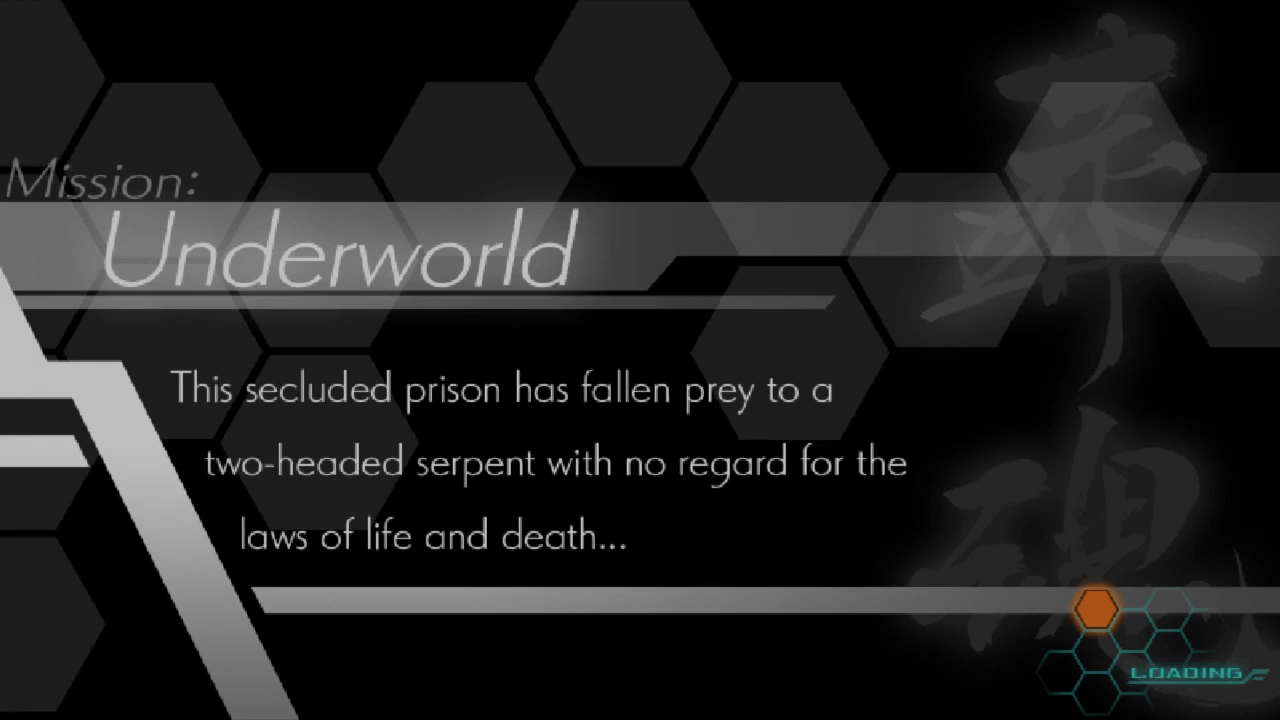 Mission:
Underworld
This secluded prison has fallen prey to a
two-headed serpent with no regard for the
laws of life and death...
LOADING